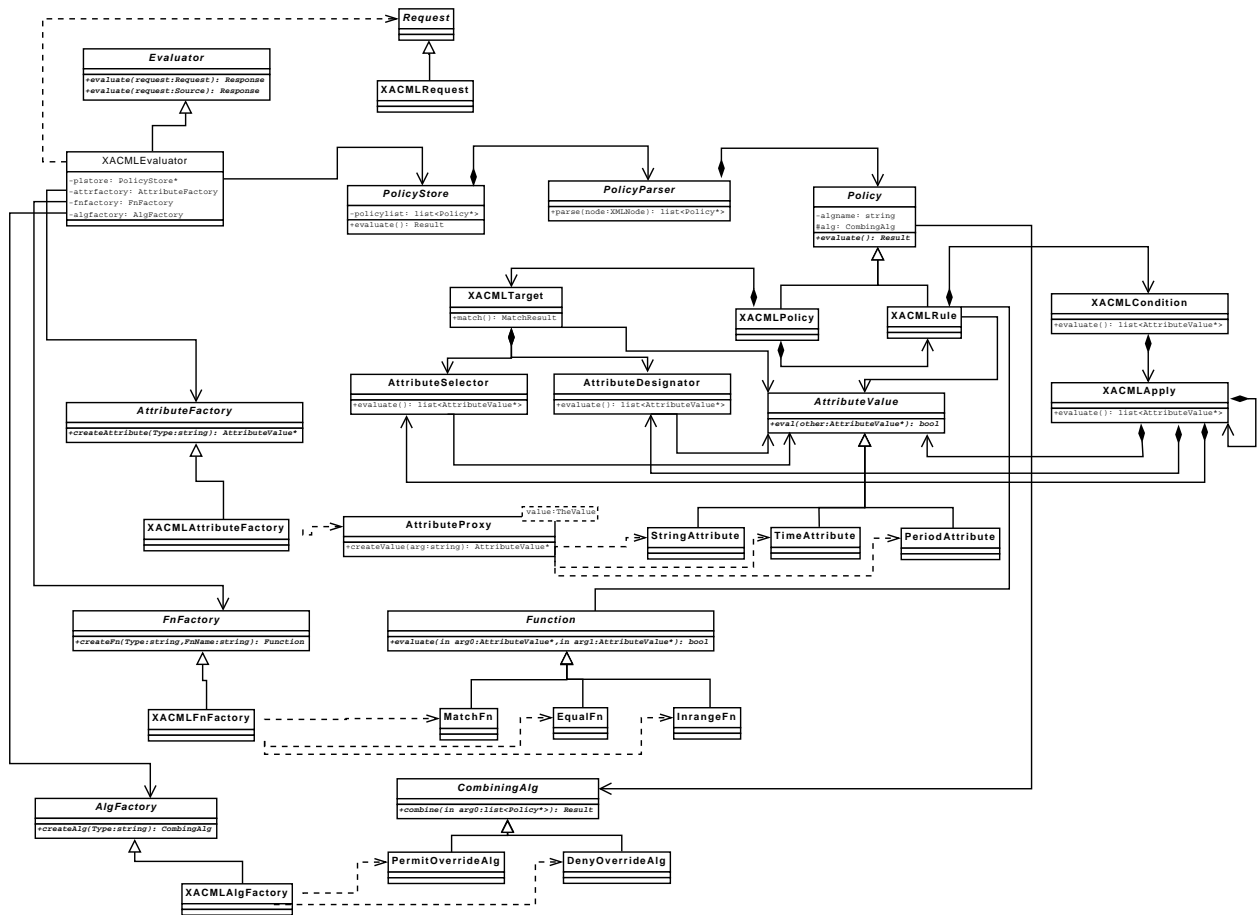 Request
Evaluator
+evaluate(request:Request): Response
+evaluate(request:Source): Response
XACMLRequest
XACMLEvaluator
-plstore: PolicyStore*
-attrfactory: AttributeFactory
-fnfactory: FnFactory
-algfactory: AlgFactory
PolicyStore
-policylist: list<Policy*>
+evaluate(): Result
PolicyParser
+parse(node:XMLNode): list<Policy*>
Policy
-algname: string
#alg: CombingAlg
+evaluate(): Result
XACMLTarget
+match(): MatchResult
XACMLPolicy
XACMLRule
XACMLCondition
+evaluate(): list<AttributeValue*>
AttributeSelector
+evaluate(): list<AttributeValue*>
AttributeDesignator
+evaluate(): list<AttributeValue*>
AttributeValue
+eval(other:AttributeValue*): bool
XACMLApply
+evaluate(): list<AttributeValue*>
AttributeFactory
+createAttribute(Type:string): AttributeValue*
XACMLAttributeFactory
AttributeProxy
value:TheValue
+createValue(arg:string): AttributeValue*
StringAttribute
TimeAttribute
PeriodAttribute
FnFactory
+createFn(Type:string,FnName:string): Function
Function
+evaluate(in arg0:AttributeValue*,in arg1:AttributeValue*): bool
XACMLFnFactory
MatchFn
EqualFn
InrangeFn
AlgFactory
+createAlg(Type:string): CombingAlg
CombiningAlg
+combine(in arg0:list<Policy*>): Result
XACMLAlgFactory
PermitOverrideAlg
DenyOverrideAlg